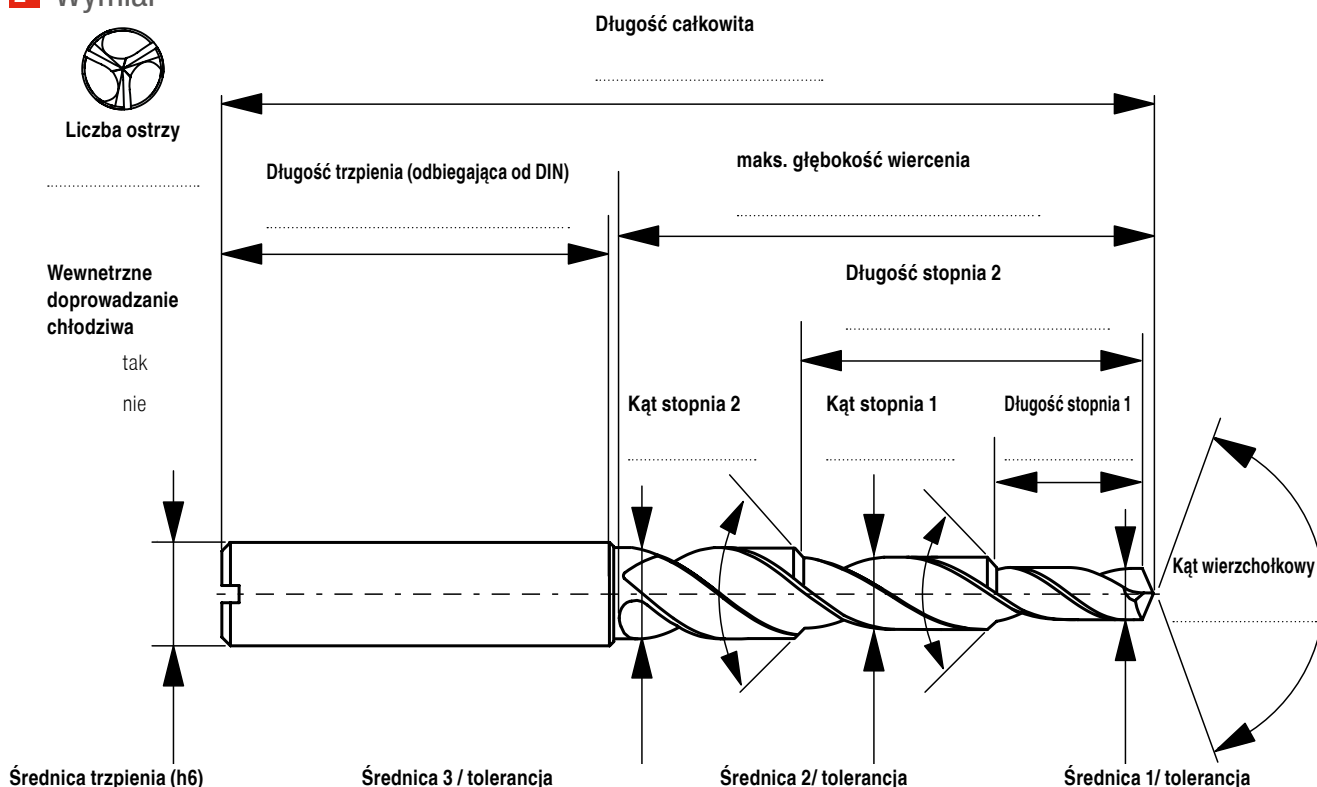 Wymiar
Długość całkowita
Liczba ostrzy
Długość trzpienia (odbiegająca od DIN)
maks. głębokość wiercenia
Wewnetrzne
doprowadzanie
chłodziwa
tak
nie
Długość stopnia 2
Kąt stopnia 2
Kąt stopnia 1
Długość stopnia 1
Kąt wierzchołkowy
Średnica trzpienia (h6)
Średnica 3 / tolerancja
Średnica 2/ tolerancja
Średnica 1/ tolerancja